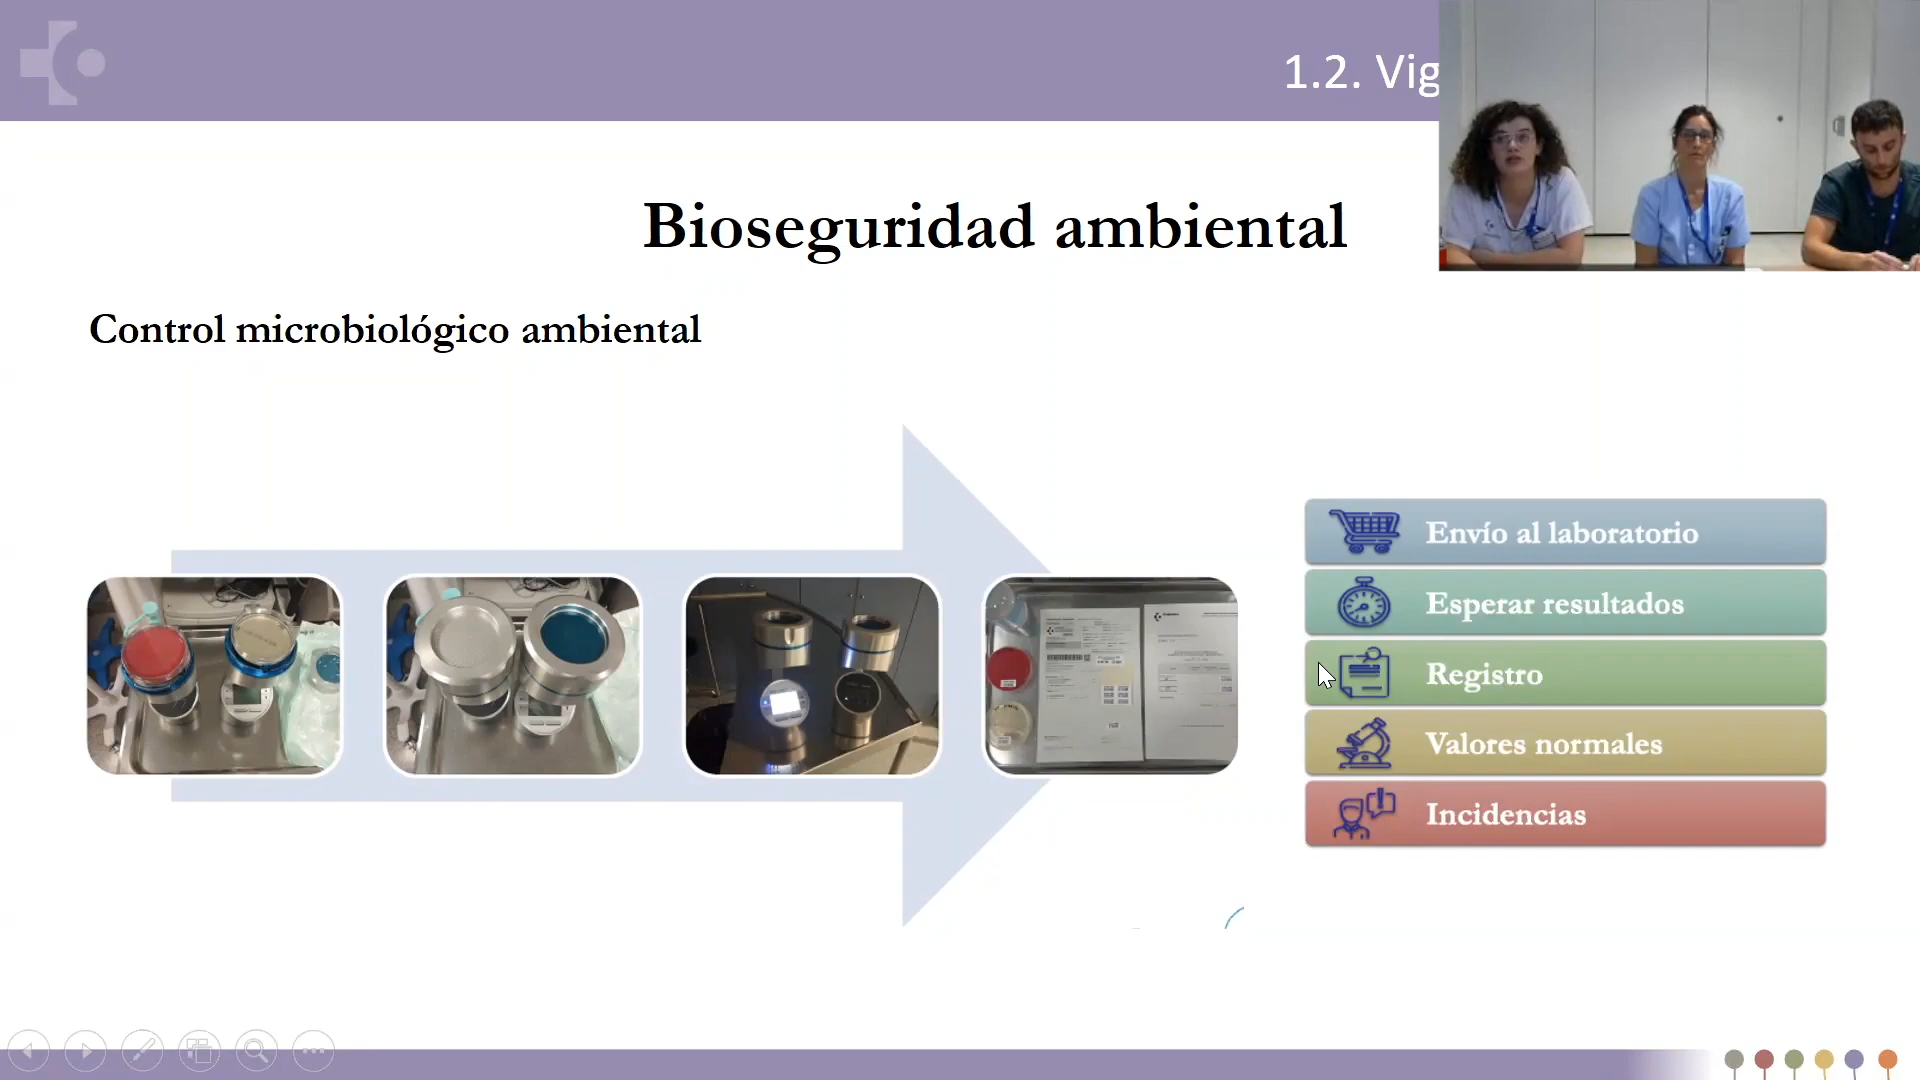 1.2. Vig
Bioseguridad ambiental
Control microbiológico ambiental
Envío al laboratorio
Esperar resultados
Registro
Valores normales
Incidencias